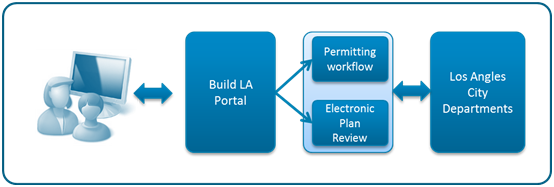 Build LA
Portal
Permitting
workflow
Electronic
Plan
Review
Los Angles
City
Departments